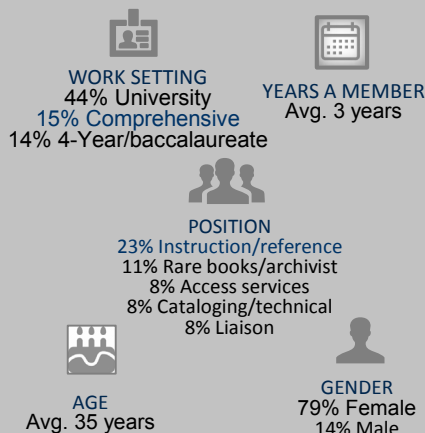 WORK SETTING
44% University
15% Comprehensive
14% 4-Year/baccalaureate
YEARS A MEMBER
Avg. 3 years
POSITION
23% Instruction/reference
11% Rare books/archivist
8% Access services
8% Cataloging/technical
8% Liaison
AGE
Avg. 35 years
GENDER
79% Female
14% Male